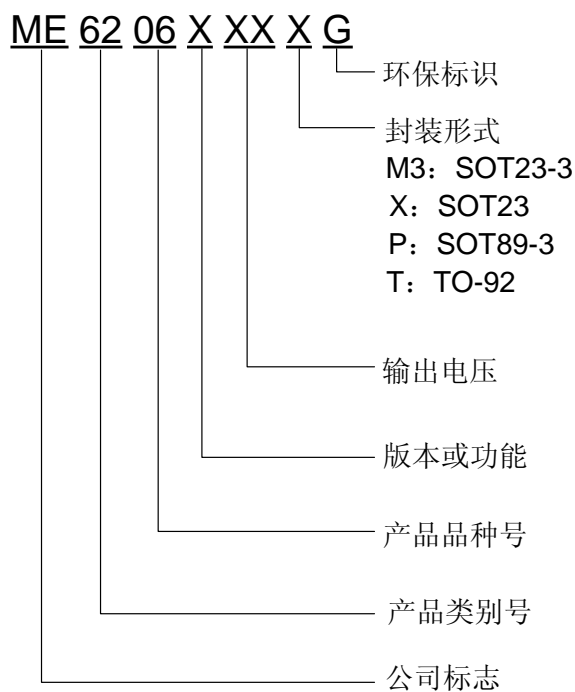 ME 62 06 X XX X G
环保标识
封装形式
M3：SOT23-3
X：SOT23
P：SOT89-3
T：TO-92
输出电压
版本或功能
产品品种号
产品类别号
公司标志